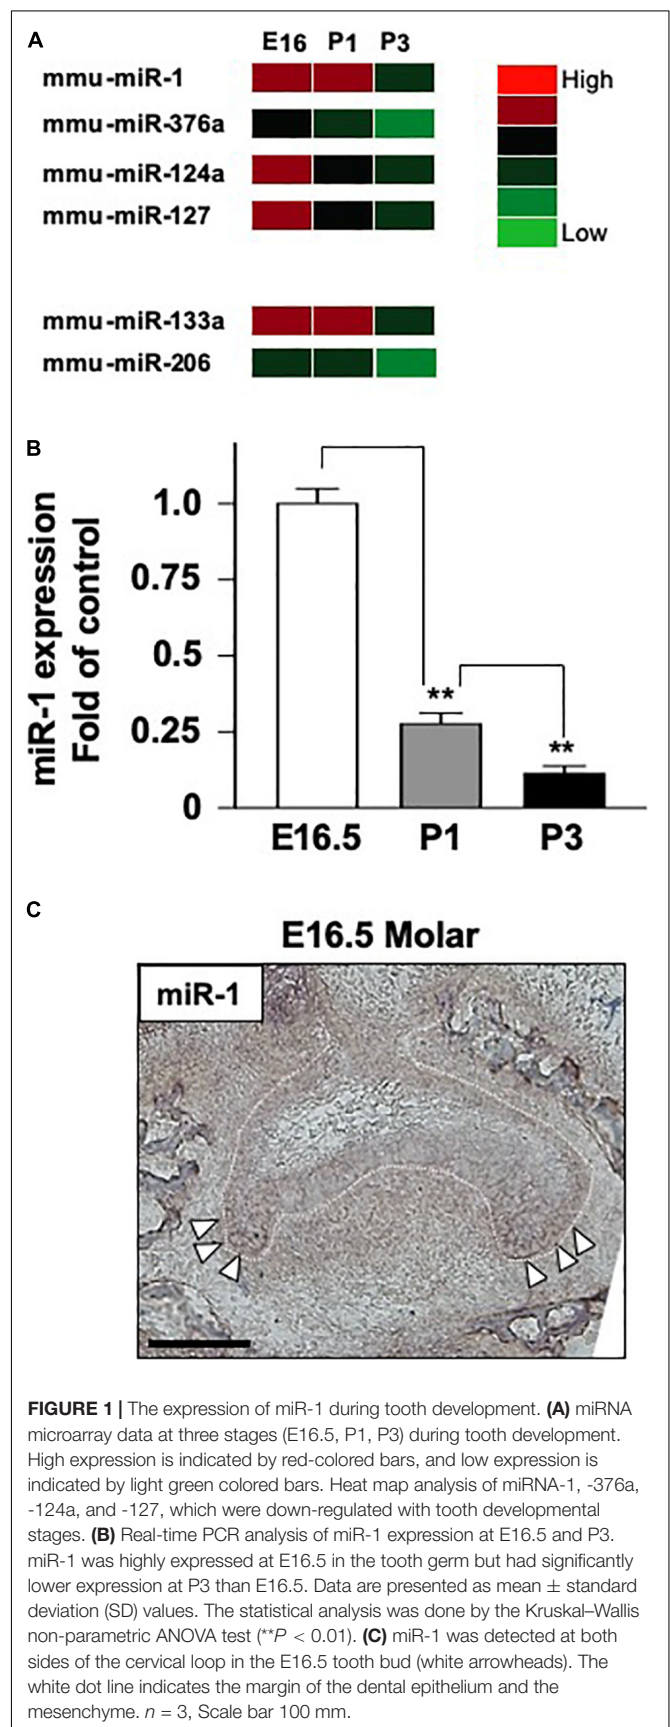 A
E16 P1 P3
mmu-miR-1
mmu-miR-376a
mmu-miR-124a
mmu-miR-127
mmu-miR-133a
mmu-miR-206
High
Low
B
miR-1 expression
Fold of control
1.0
0.75
0.5
0.25
0
**
**
E16.5 P1 P3
C
E16.5 Molar
miR-1
FIGURE 1 | The expression of miR-1 during tooth development. (A) miRNA
microarray data at three stages (E16.5, P1, P3) during tooth development.
High expression is indicated by red-colored bars, and low expression is
indicated by light green colored bars. Heat map analysis of miRNA-1, -376a,
-124a, and -127, which were down-regulated with tooth developmental
stages. (B) Real-time PCR analysis of miR-1 expression at E16.5 and P3.
miR-1 was highly expressed at E16.5 in the tooth germ but had significantly
lower expression at P3 than E16.5. Data are presented as mean ± standard
deviation (SD) values. The statistical analysis was done by the Kruskal–Wallis
non-parametric ANOVA test (**P < 0.01). (C) miR-1 was detected at both
sides of the cervical loop in the E16.5 tooth bud (white arrowheads). The
white dot line indicates the margin of the dental epithelium and the
mesenchyme. n = 3, Scale bar 100 mm.